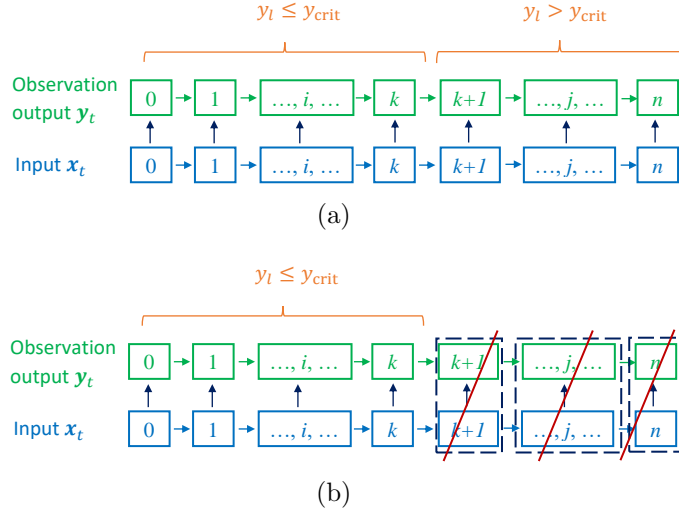 y_l ≤ y_crit y_l > y_crit
Observation output y_t 0 1 ..., i, ... k k+1 ..., j, ... n
Input x_t 0 1 ..., i, ... k k+1 ..., j, ... n
(a)
y_l ≤ y_crit
Observation output y_t 0 1 ..., i, ... k k+1 ..., j, ... n
Input x_t 0 1 ..., i, ... k k+1 ..., j, ... n
(b)